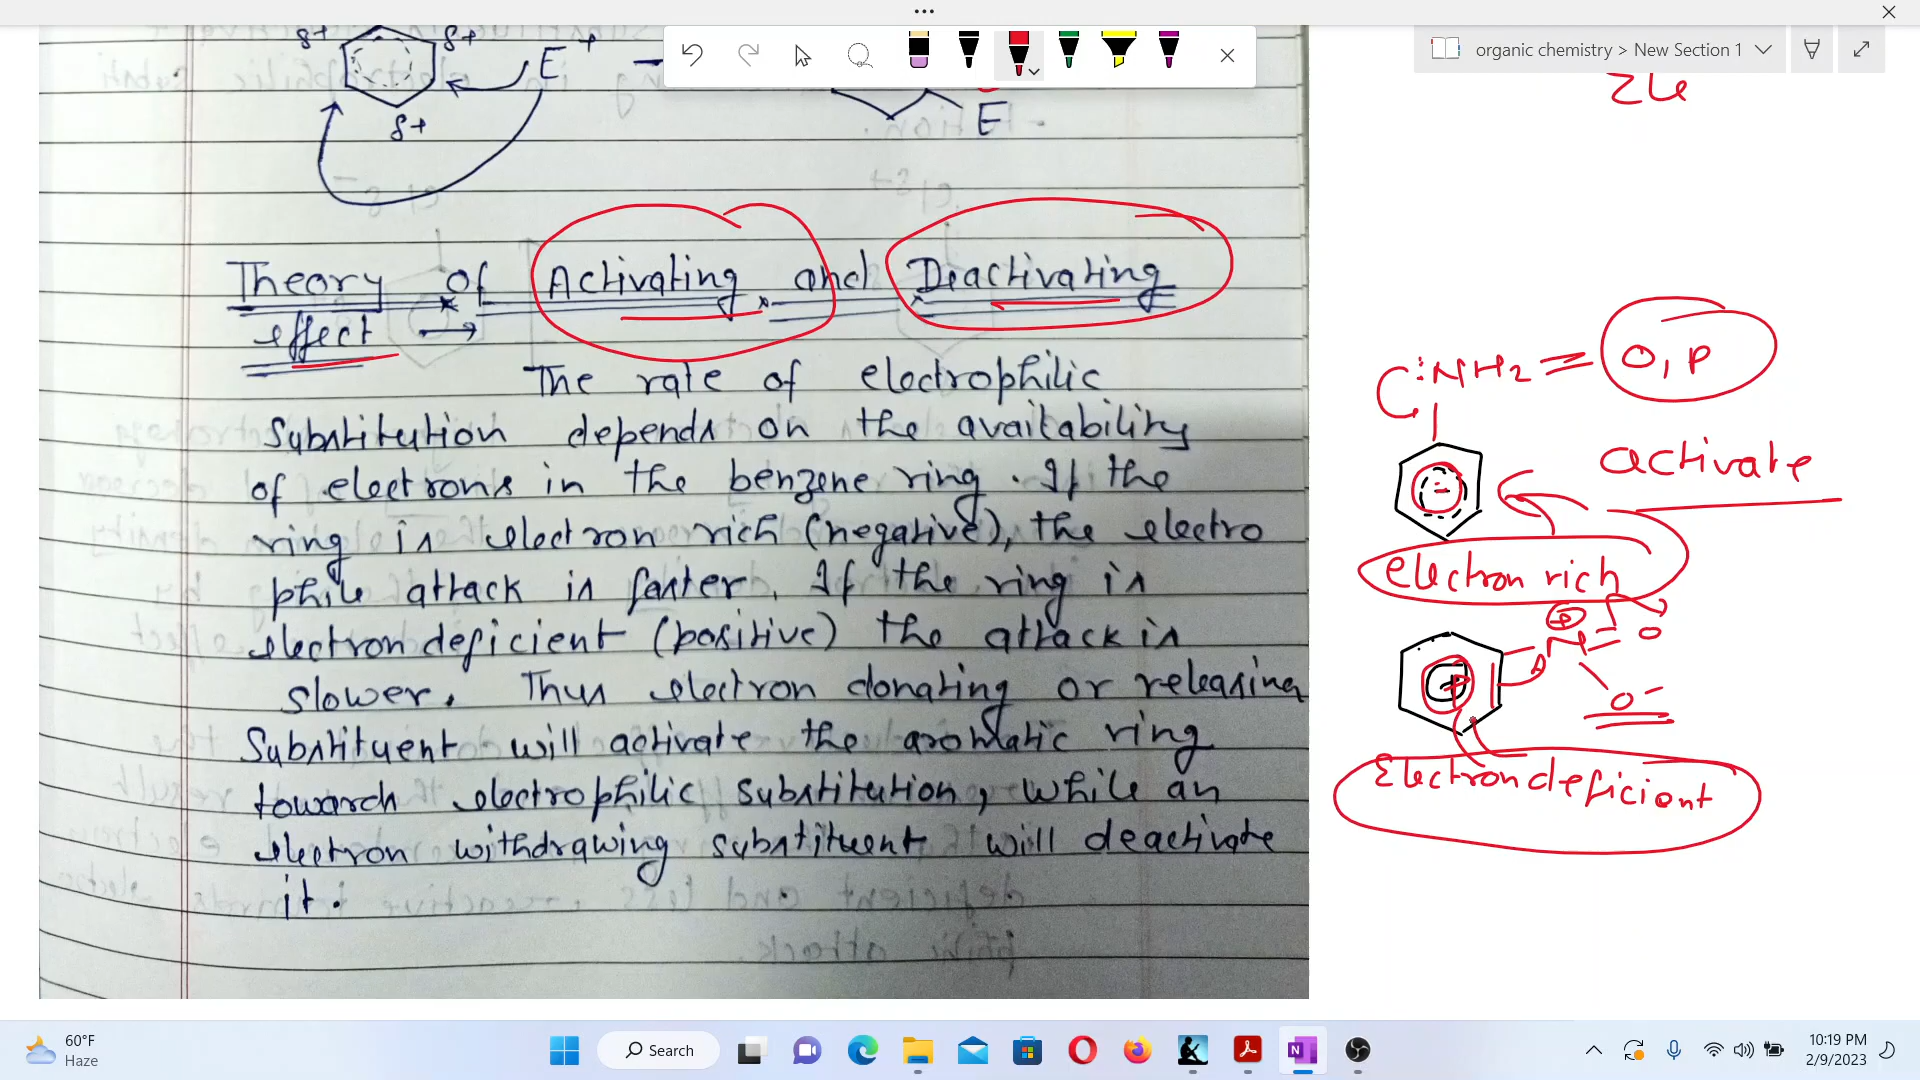 organic chemistry > New Section 1
δ+ δ+ E+
δ+ E
Theory of Activating and Deactivating
effect →
The rate of electrophilic
Substitution depends on the availability
of electrons in the benzene ring. If the
ring is electron rich (negative), the electro
phile attack is faster. If the ring is
electron deficient (positive) the attack is
slower. Thus electron donating or releasing
Substituent will activate the aromatic ring
towards electrophilic substitution, while an
electron withdrawing substituent will deactivate
it.
:NH2 = O, P
activate
electron rich
N = O
O-
Electron deficient
60°F
Haze
Search
10:19 PM
2/9/2023